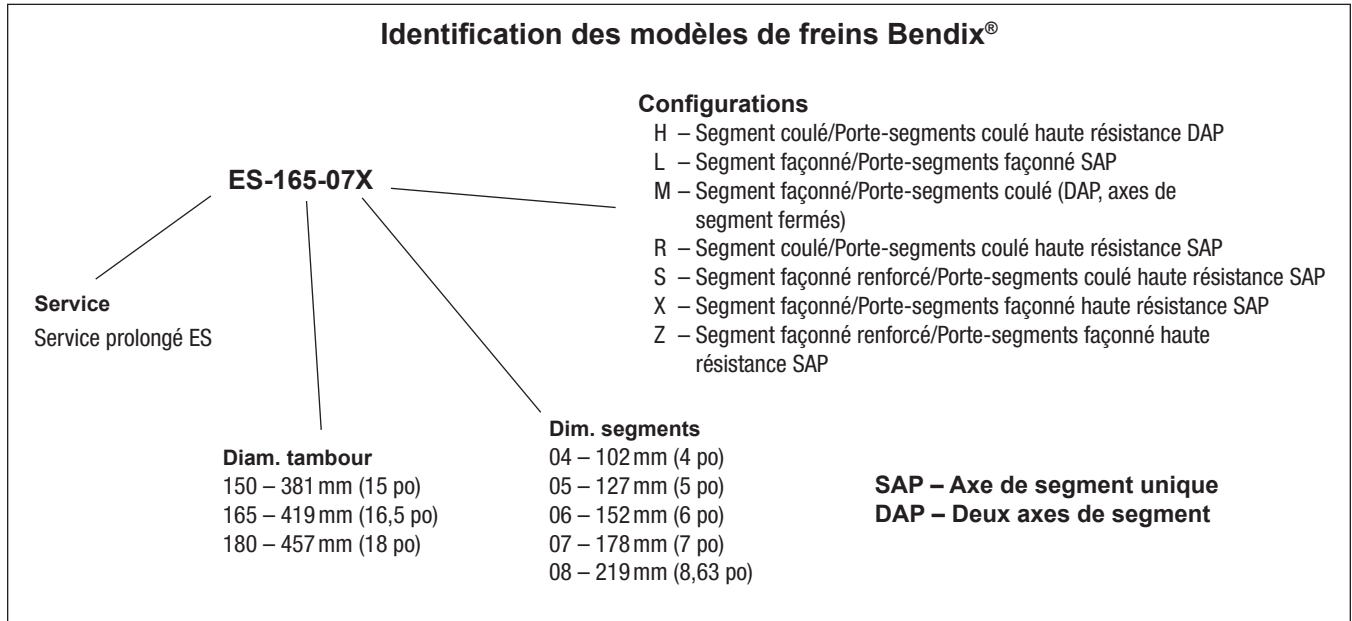 Identification des modèles de freins Bendix®
Configurations
H – Segment coulé/Porte-segments coulé haute résistance DAP
L – Segment façonné/Porte-segments façonné SAP
M – Segment façonné/Porte-segments coulé (DAP, axes de
segment fermés)
R – Segment coulé/Porte-segments coulé haute résistance SAP
S – Segment façonné renforcé/Porte-segments coulé haute résistance SAP
X – Segment façonné/Porte-segments façonné haute résistance SAP
Z – Segment façonné renforcé/Porte-segments façonné haute
résistance SAP
ES-165-07X
Service
Service prolongé ES
Diam. tambour
150 – 381 mm (15 po)
165 – 419 mm (16,5 po)
180 – 457 mm (18 po)
Dim. segments
04 – 102 mm (4 po)
05 – 127 mm (5 po)
06 – 152 mm (6 po)
07 – 178 mm (7 po)
08 – 219 mm (8,63 po)
SAP – Axe de segment unique
DAP – Deux axes de segment